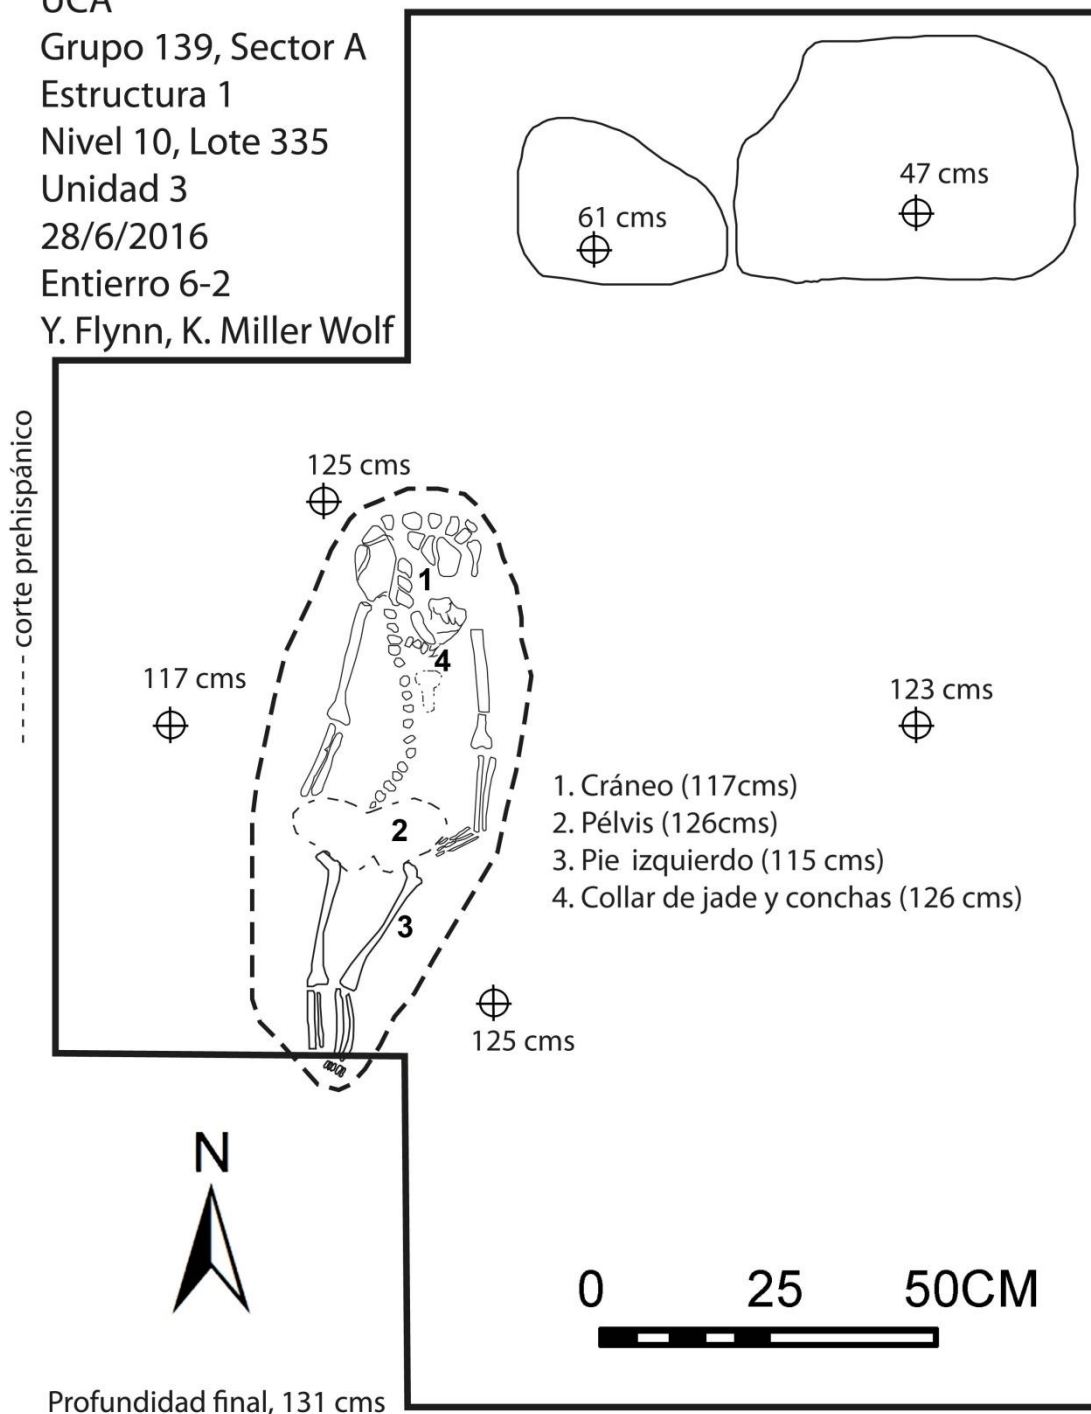 UCA
Grupo 139, Sector A
Estructura 1
Nivel 10, Lote 335
Unidad 3
28/6/2016
Entierro 6-2
Y. Flynn, K. Miller Wolf
61 cms
47 cms
----- corte prehispánico
125 cms
1
4
117 cms
123 cms
1. Cráneo (117cms)
2. Pélvis (126cms)
3. Pie izquierdo (115 cms)
4. Collar de jade y conchas (126 cms)
2
3
125 cms
N
0 25 50CM
Profundidad final, 131 cms